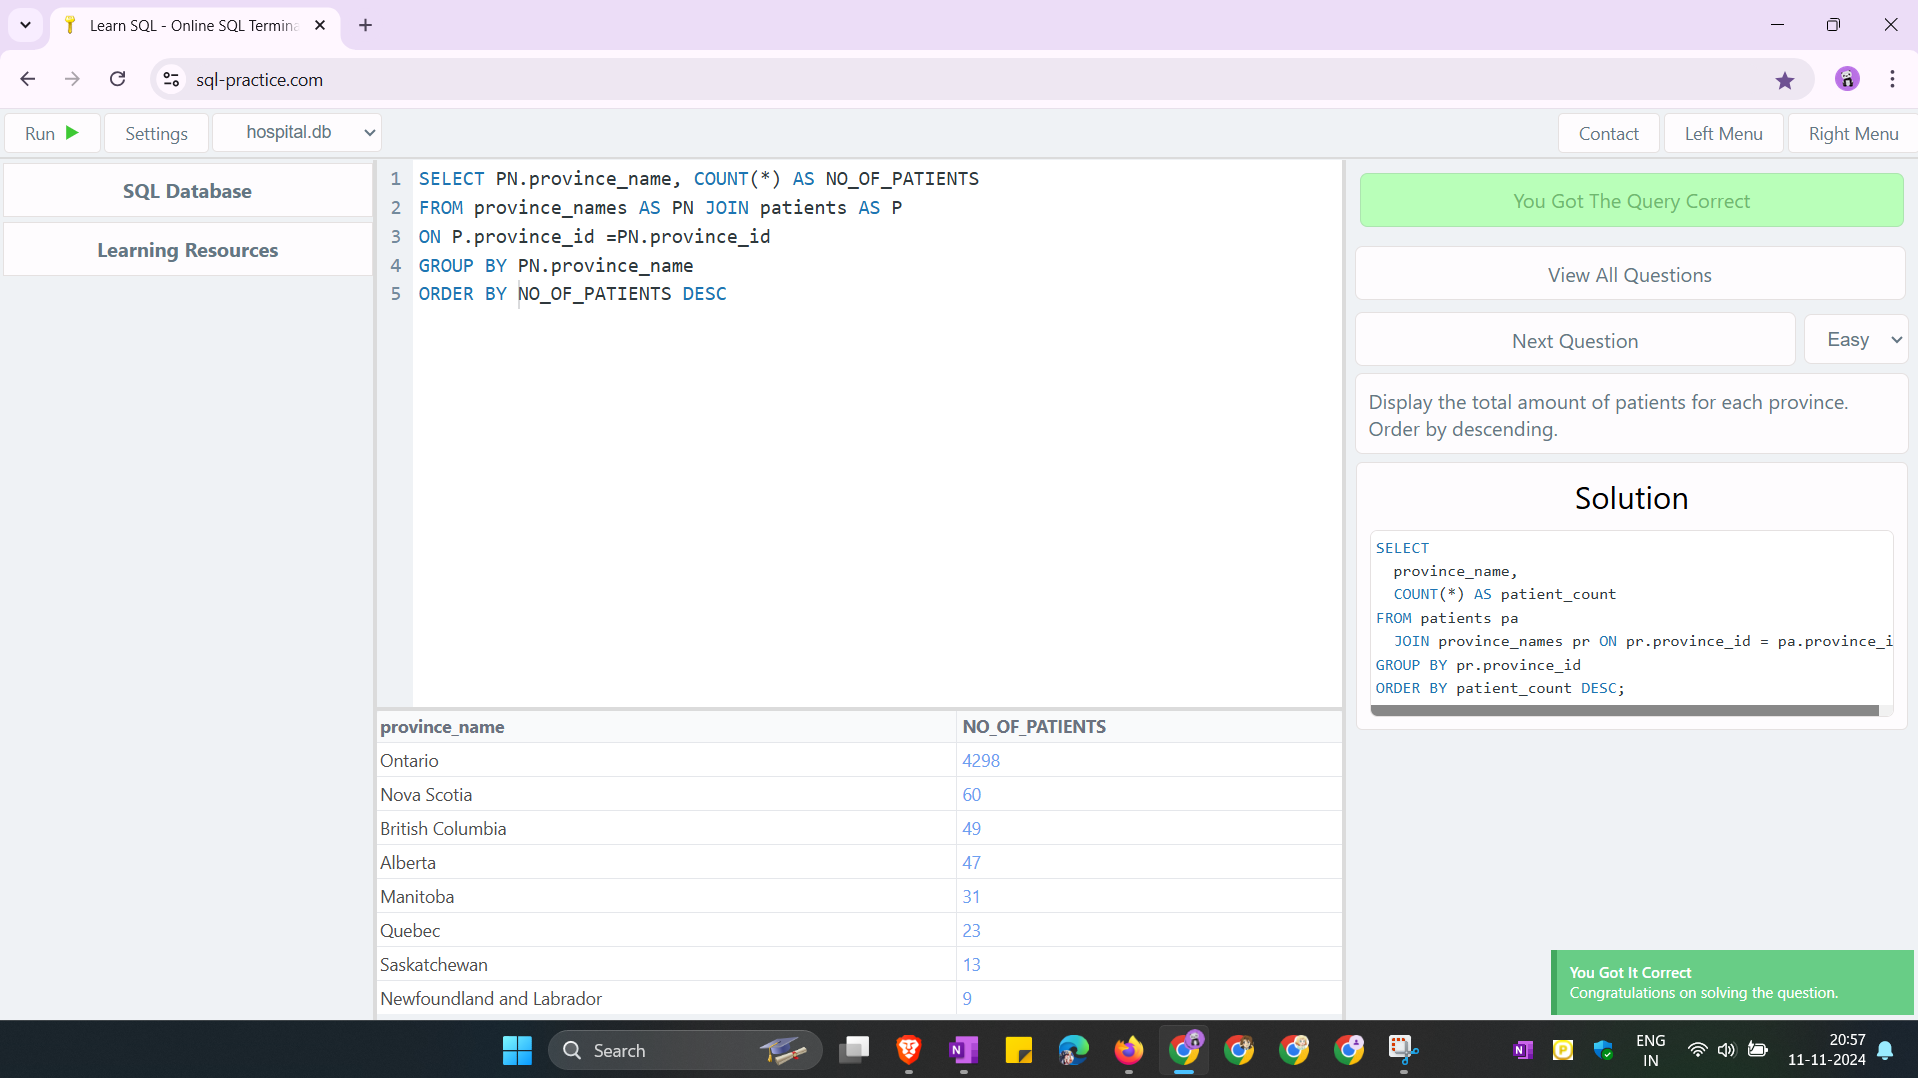 Learn SQL - Online SQL Termina
sql-practice.com
Run
Settings
hospital.db
Contact
Left Menu
Right Menu
SQL Database
Learning Resources
1 SELECT PN.province_name, COUNT(*) AS NO_OF_PATIENTS
2 FROM province_names AS PN JOIN patients AS P
3 ON P.province_id =PN.province_id
4 GROUP BY PN.province_name
5 ORDER BY NO_OF_PATIENTS DESC
province_name NO_OF_PATIENTS
Ontario 4298
Nova Scotia 60
British Columbia 49
Alberta 47
Manitoba 31
Quebec 23
Saskatchewan 13
Newfoundland and Labrador 9
You Got The Query Correct
View All Questions
Next Question
Easy
Display the total amount of patients for each province.
Order by descending.
Solution
SELECT
province_name,
COUNT(*) AS patient_count
FROM patients pa
JOIN province_names pr ON pr.province_id = pa.province_i
GROUP BY pr.province_id
ORDER BY patient_count DESC;
You Got It Correct
Congratulations on solving the question.
Search
ENG
IN
20:57
11-11-2024